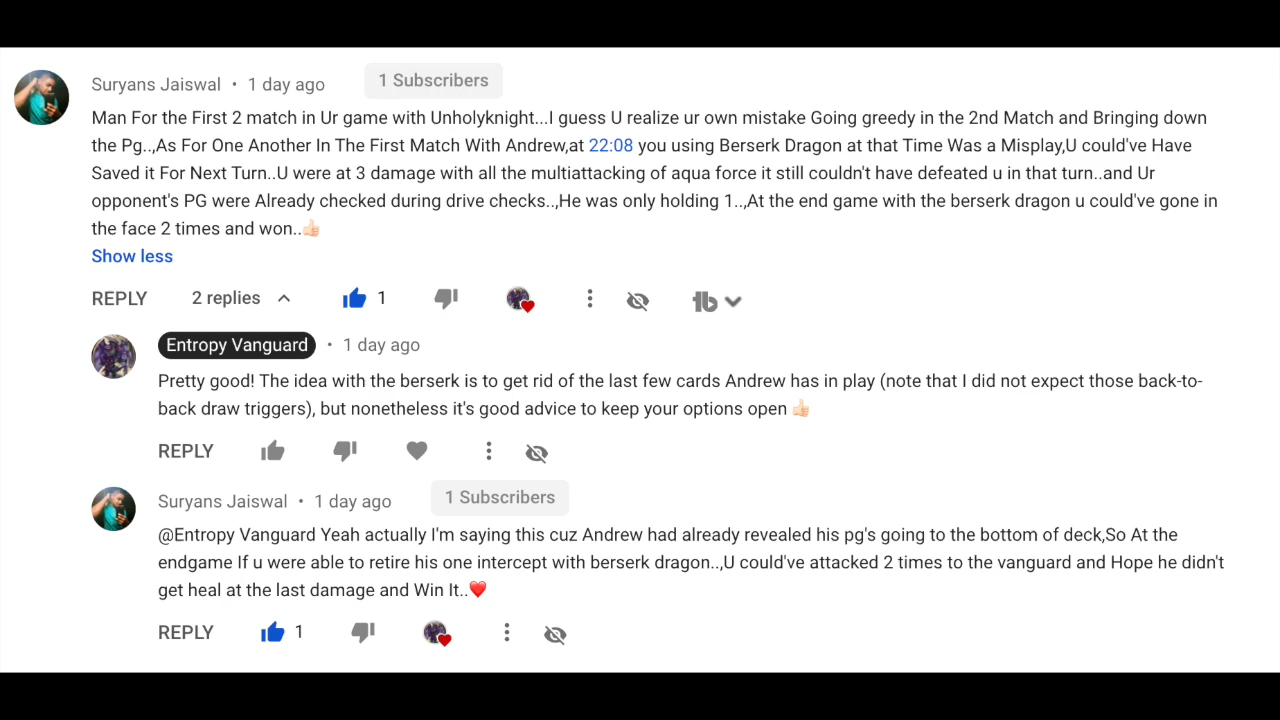 Suryans Jaiswal • 1 day ago 1 Subscribers
Man For the First 2 match in Ur game with Unholyknight...I guess U realize ur own mistake Going greedy in the 2nd Match and Bringing down
the Pg..,As For One Another In The First Match With Andrew,at 22:08 you using Berserk Dragon at that Time Was a Misplay,U could've Have
Saved it For Next Turn..U were at 3 damage with all the multiattacking of aqua force it still couldn't have defeated u in that turn..and Ur
opponent's PG were Already checked during drive checks..,He was only holding 1..,At the end game with the berserk dragon u could've gone in
the face 2 times and won..👍🏻
Show less
REPLY 2 replies 1
Entropy Vanguard • 1 day ago
Pretty good! The idea with the berserk is to get rid of the last few cards Andrew has in play (note that I did not expect those back-to-
back draw triggers), but nonetheless it's good advice to keep your options open 👍🏻
REPLY
Suryans Jaiswal • 1 day ago 1 Subscribers
@Entropy Vanguard Yeah actually I'm saying this cuz Andrew had already revealed his pg's going to the bottom of deck,So At the
endgame If u were able to retire his one intercept with berserk dragon..,U could've attacked 2 times to the vanguard and Hope he didn't
get heal at the last damage and Win It..❤️
REPLY 1